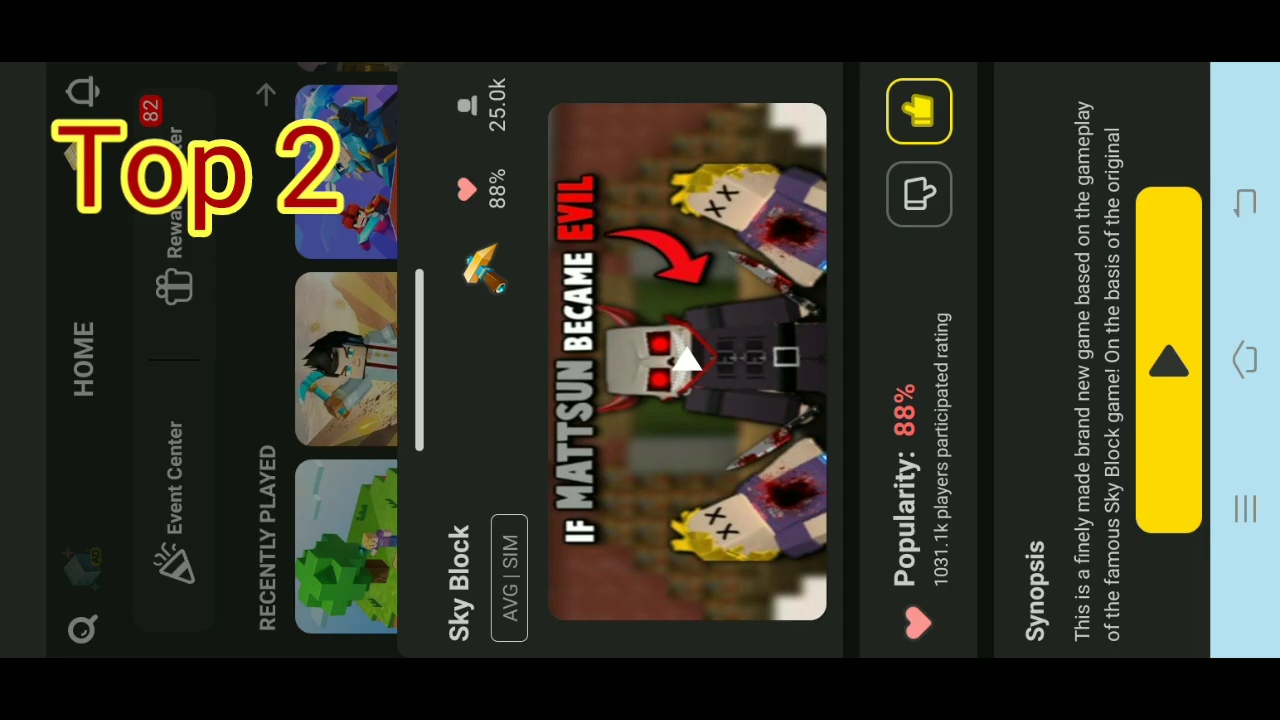 Top 2
82
HOME
Event Center
RECENTLY PLAYED
Sky Block
88%
25.0k
AVG | SIM
IF MATTSUN BECAME EVIL
Popularity: 88%
1031.1k players participated rating
Synopsis
This is a finely made brand new game based on the gameplay
of the famous Sky Block game! On the basis of the original